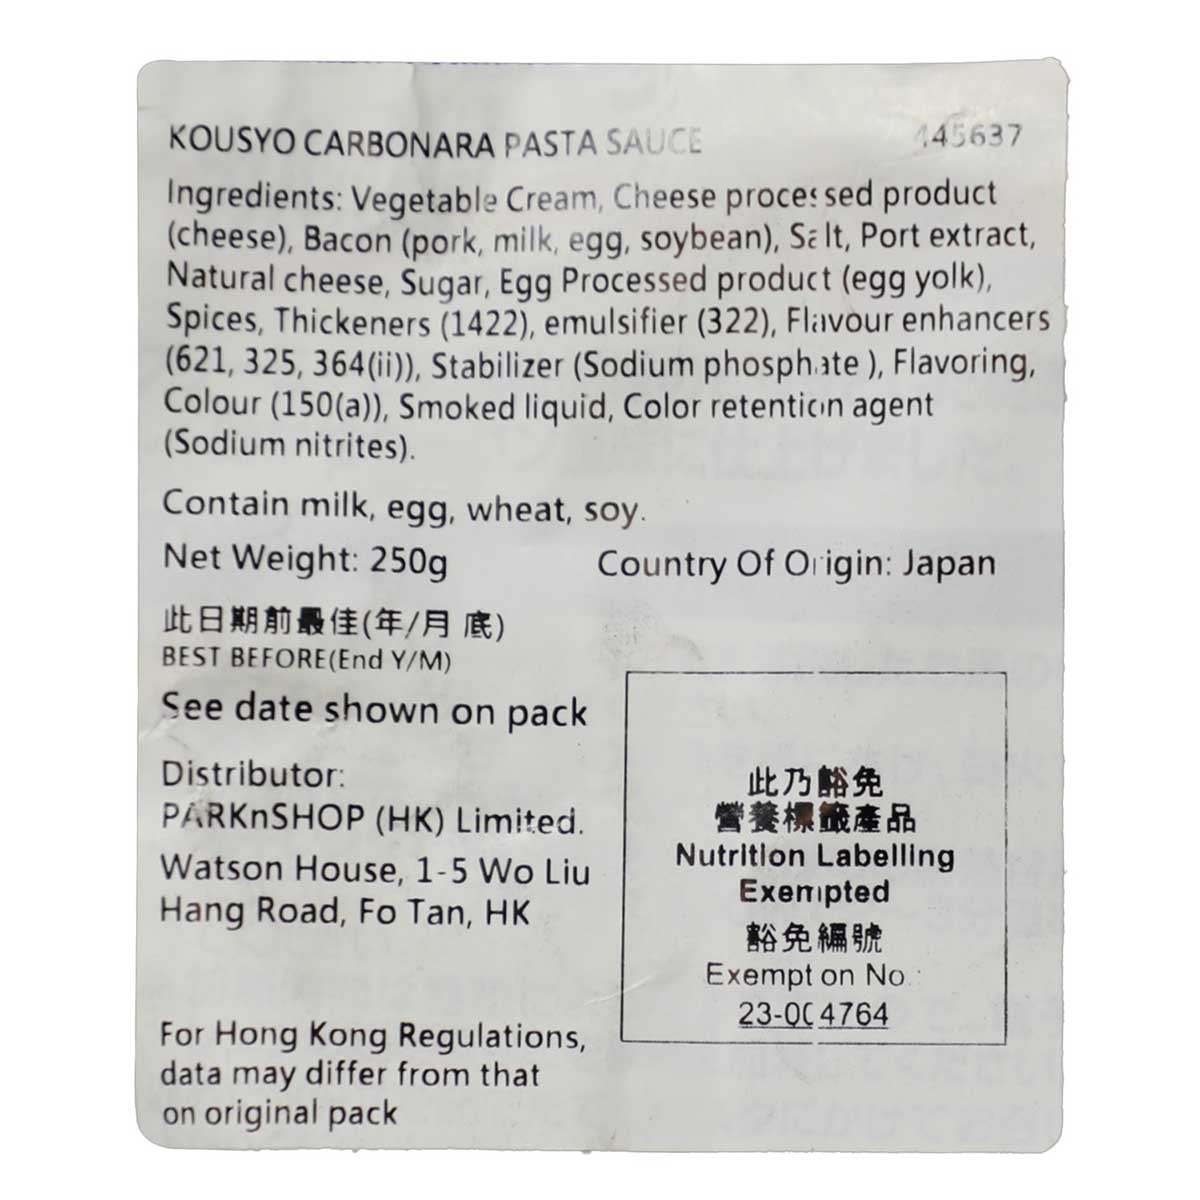 KOUSYO CARBONARA PASTA SAUCE 445637
Ingredients: Vegetable Cream, Cheese processed product
(cheese), Bacon (pork, milk, egg, soybean), Salt, Port extract,
Natural cheese, Sugar, Egg Processed product (egg yolk),
Spices, Thickeners (1422), emulsifier (322), Flavour enhancers
(621, 325, 364(ii)), Stabilizer (Sodium phosphate ), Flavoring,
Colour (150(a)), Smoked liquid, Color retention agent
(Sodium nitrites).
Contain milk, egg, wheat, soy.
Net Weight: 250g Country Of Origin: Japan
此日期前最佳(年/月 底)
BEST BEFORE(End Y/M)
See date shown on pack
Distributor:
PARKnSHOP (HK) Limited.
Watson House, 1-5 Wo Liu
Hang Road, Fo Tan, HK
此乃豁免
營養標籤產品
Nutrition Labelling
Exempted
豁免編號
Exemption No.:
23-004764
For Hong Kong Regulations,
data may differ from that
on original pack